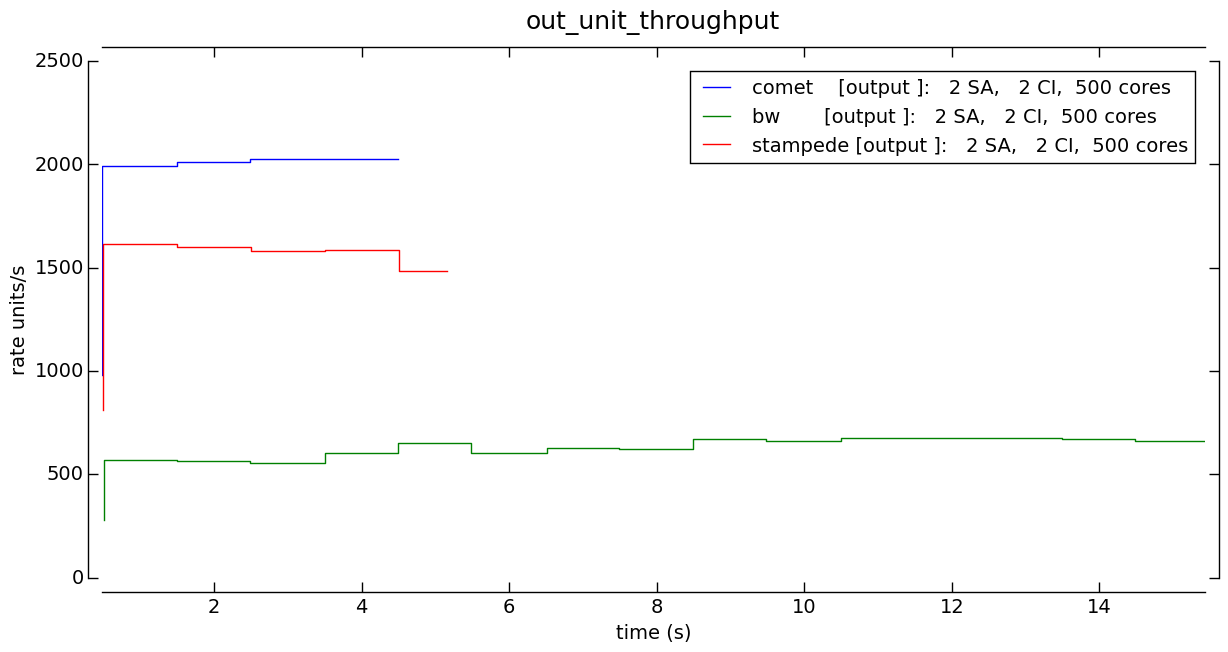 out_unit_throughput
2500
2000
1500
1000
500
0
rate units/s
comet [output ]: 2 SA, 2 CI, 500 cores
bw [output ]: 2 SA, 2 CI, 500 cores
stampede [output ]: 2 SA, 2 CI, 500 cores
2 4 6 8 10 12 14
time (s)